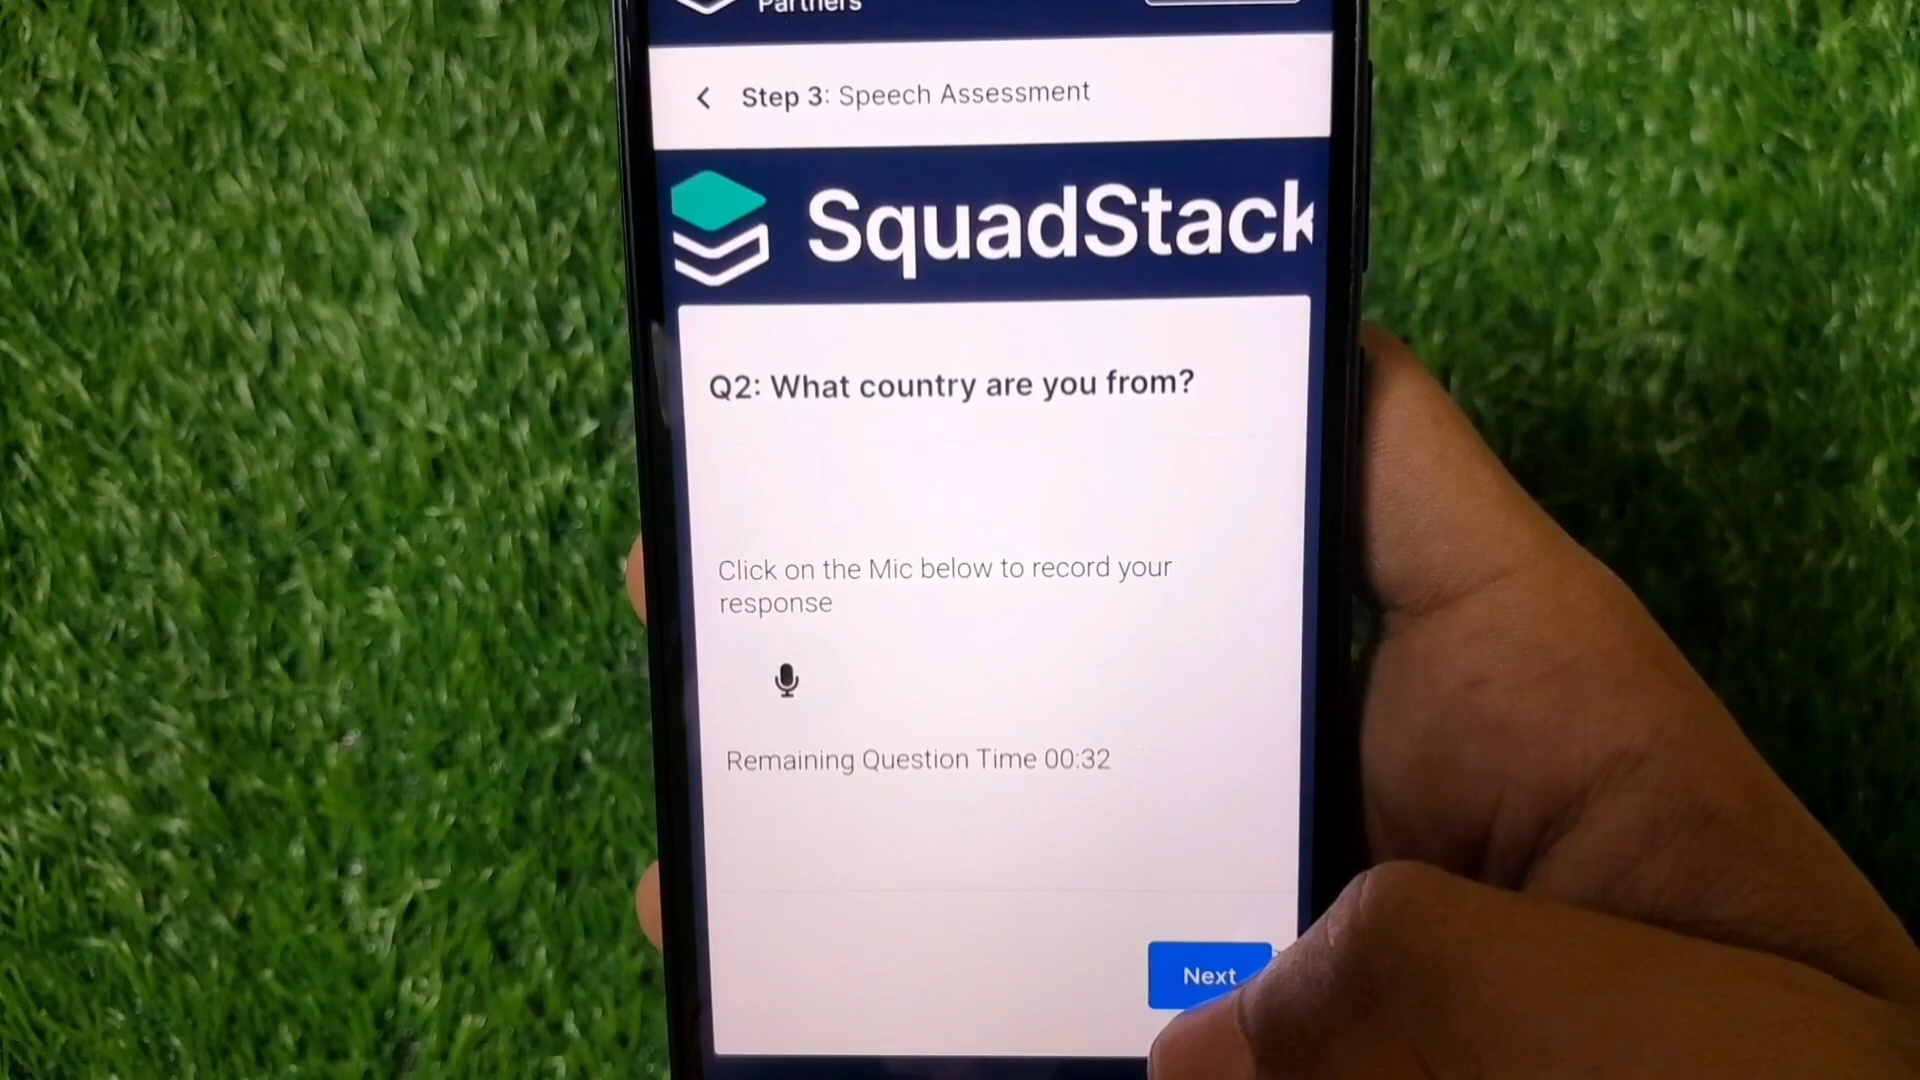 Partners
Step 3: Speech Assessment
SquadStack
Q2: What country are you from?
Click on the Mic below to record your
response
Remaining Question Time 00:32
Next